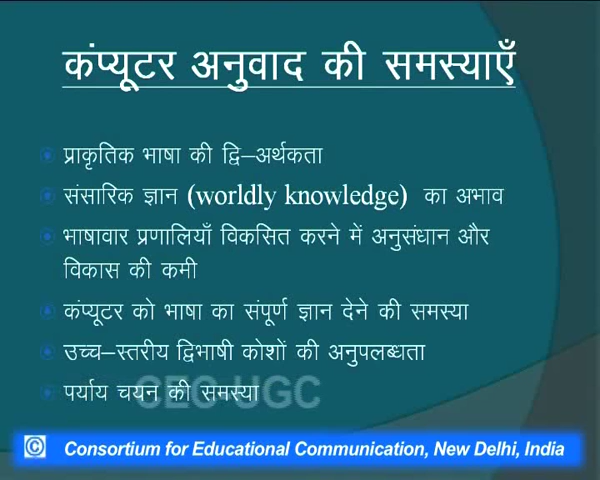 कंप्यूटर अनुवाद की समस्याएँ
प्राकृतिक भाषा की द्वि–अर्थकता
संसारिक ज्ञान (worldly knowledge) का अभाव
भाषावार प्रणालियाँ विकसित करने में अनुसंधान और
विकास की कमी
कंप्यूटर को भाषा का संपूर्ण ज्ञान देने की समस्या
उच्च–स्तरीय द्विभाषी कोशों की अनुपलब्धता
पर्याय चयन की समस्या
CEC-UGC
© Consortium for Educational Communication, New Delhi, India